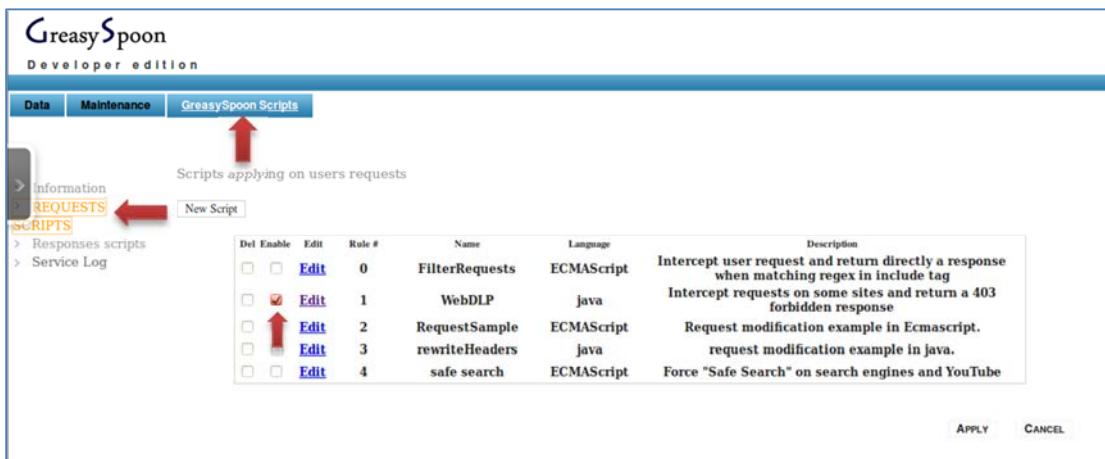 GreasySpoon
Developer edition
Data Maintenance GreasySpoon Scripts
Scripts applying on users requests
> Information
> REQUESTS
SCRIPTS
New Script
> Responses scripts
> Service Log
Del Enable Edit Rule # Name Language Description
Edit 0 FilterRequests ECMAScript Intercept user request and return directly a response
when matching regex in include tag
Edit 1 WebDLP java Intercept requests on some sites and return a 403
forbidden response
Edit 2 RequestSample ECMAScript Request modification example in Ecmascript.
Edit 3 rewriteHeaders java request modification example in java.
Edit 4 safe search ECMAScript Force "Safe Search" on search engines and YouTube
APPLY CANCEL